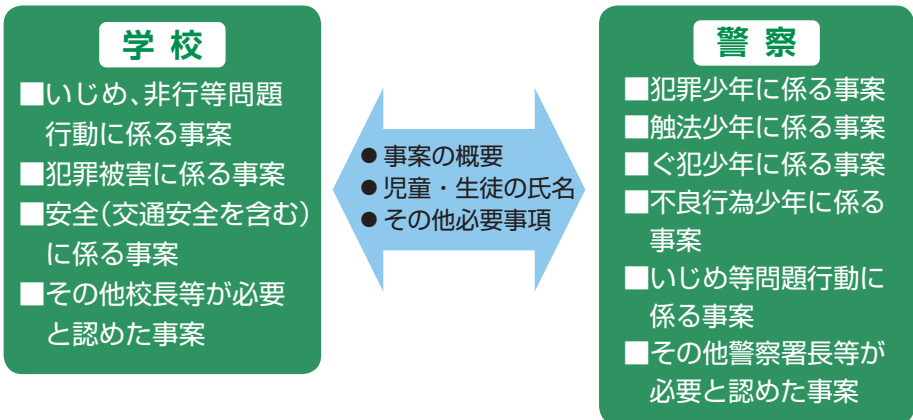 学校
■いじめ、非行等問題
行動に係る事案
■犯罪被害に係る事案
■安全(交通安全を含む)
に係る事案
■その他校長等が必要
と認めた事案
●事案の概要
●児童・生徒の氏名
●その他必要事項
警察
■犯罪少年に係る事案
■触法少年に係る事案
■ぐ犯少年に係る事案
■不良行為少年に係る
事案
■いじめ等問題行動に
係る事案
■その他警察署長等が
必要と認めた事案